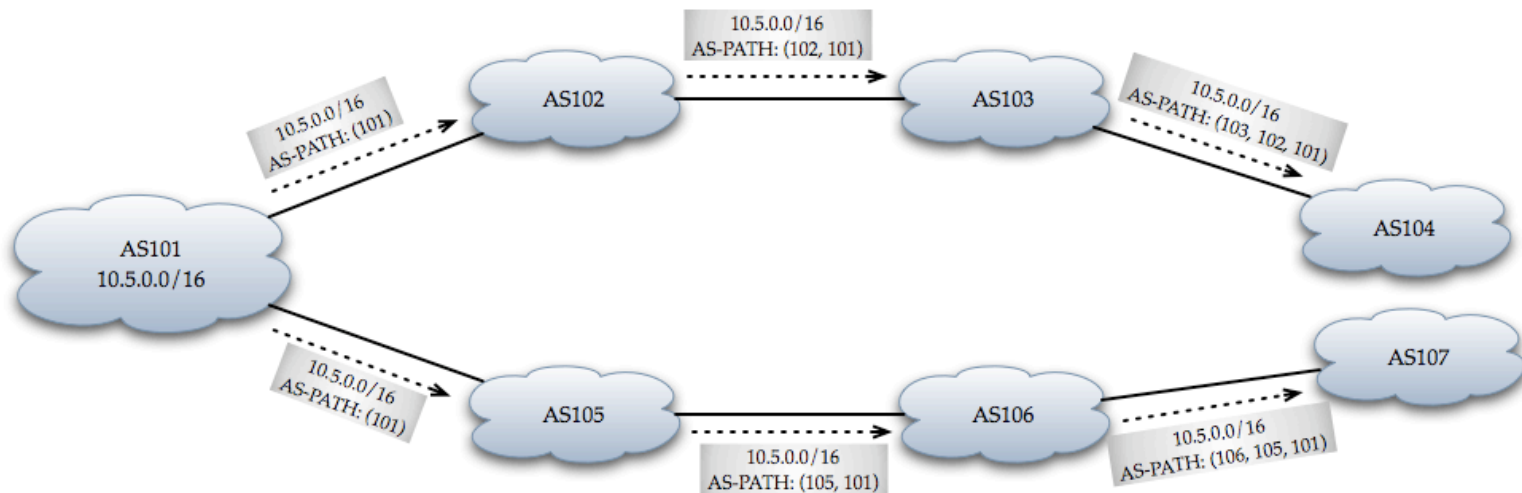 10.5.0.0/16
AS-PATH: (102, 101)
AS102
AS103
10.5.0.0/16
AS-PATH: (101)
10.5.0.0/16
AS-PATH: (103, 102, 101)
AS101
10.5.0.0/16
AS104
10.5.0.0/16
AS-PATH: (101)
AS105
AS106
AS107
10.5.0.0/16
AS-PATH: (105, 101)
10.5.0.0/16
AS-PATH: (106, 105, 101)